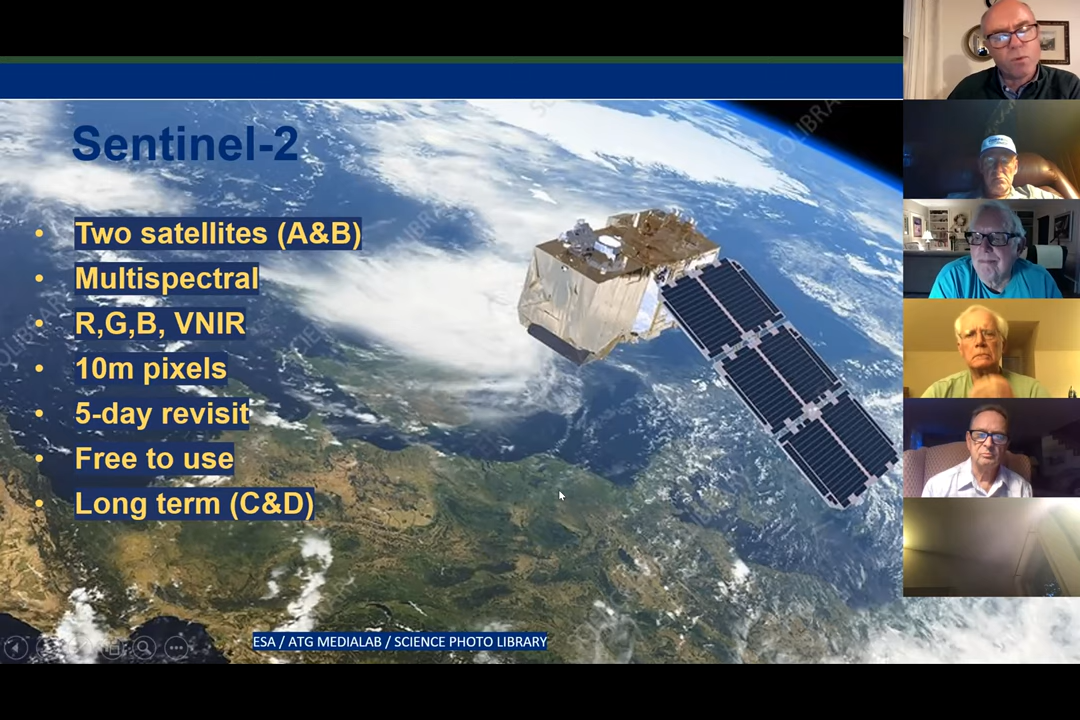 Sentinel-2
• Two satellites (A&B)
• Multispectral
• R,G,B, VNIR
• 10m pixels
• 5-day revisit
• Free to use
• Long term (C&D)
ESA / ATG MEDIALAB / SCIENCE PHOTO LIBRARY